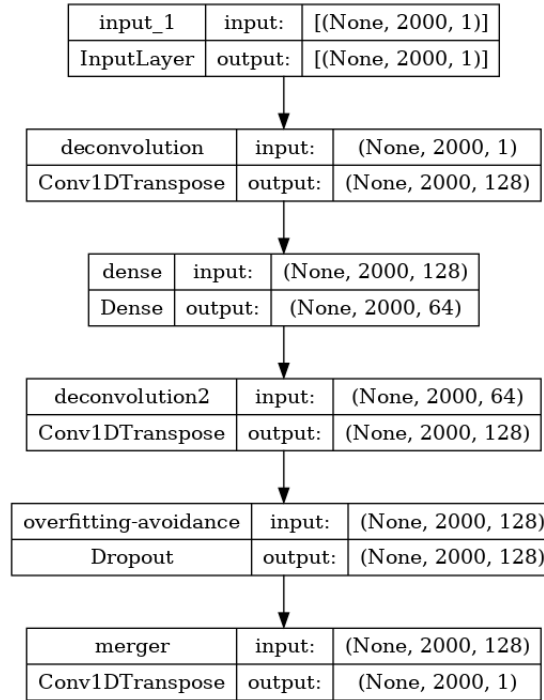 input_1 input: [(None, 2000, 1)]
InputLayer output: [(None, 2000, 1)]
deconvolution input: (None, 2000, 1)
Conv1DTranspose output: (None, 2000, 128)
dense input: (None, 2000, 128)
Dense output: (None, 2000, 64)
deconvolution2 input: (None, 2000, 64)
Conv1DTranspose output: (None, 2000, 128)
overfitting-avoidance input: (None, 2000, 128)
Dropout output: (None, 2000, 128)
merger input: (None, 2000, 128)
Conv1DTranspose output: (None, 2000, 1)